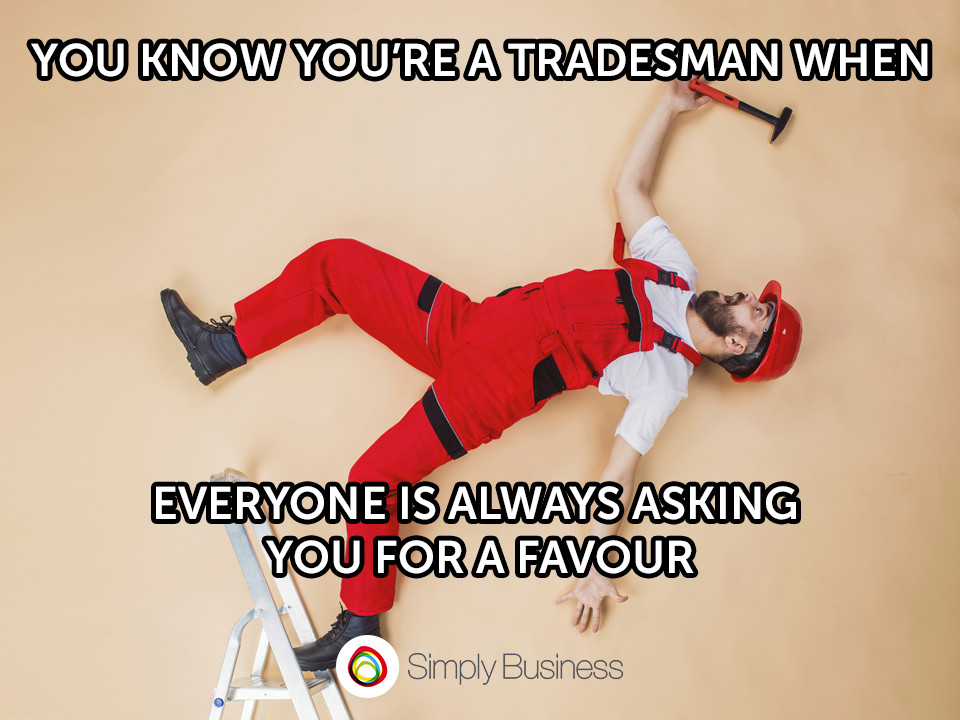 YOU KNOW YOU'RE A TRADESMAN WHEN
EVERYONE IS ALWAYS ASKING
YOU FOR A FAVOUR
Simply Business